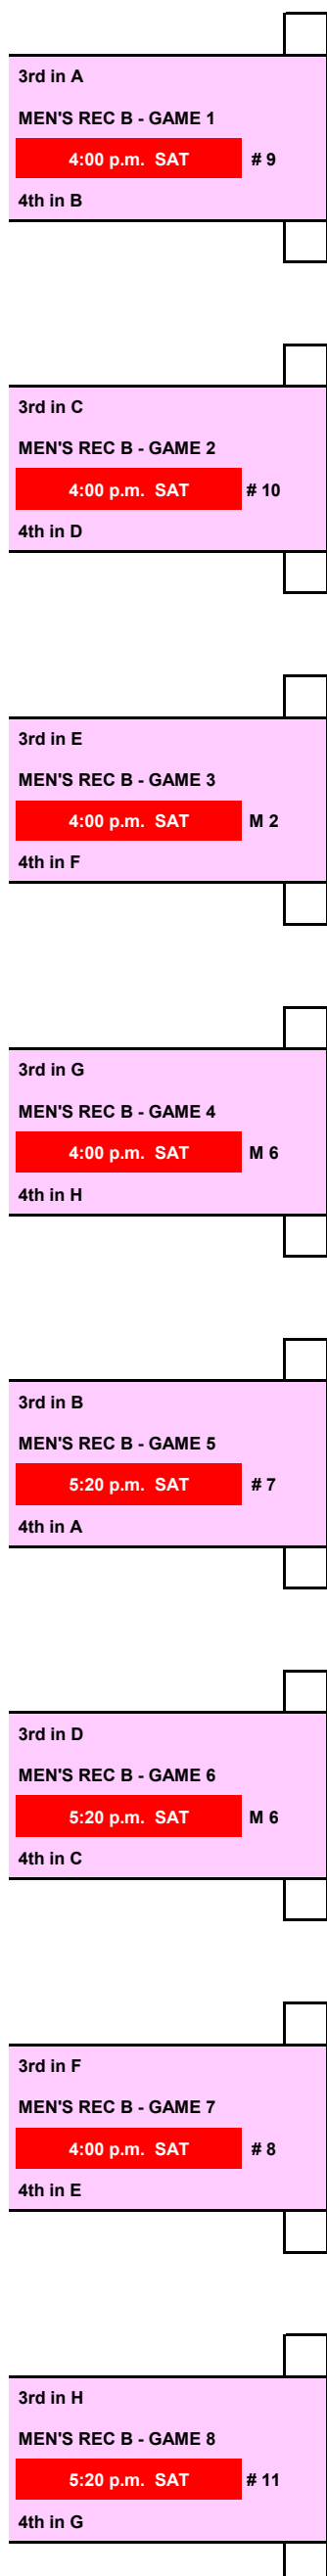 3rd in A
MEN'S REC B - GAME 1
4:00 p.m. SAT # 9
4th in B
3rd in C
MEN'S REC B - GAME 2
4:00 p.m. SAT # 10
4th in D
3rd in E
MEN'S REC B - GAME 3
4:00 p.m. SAT M 2
4th in F
3rd in G
MEN'S REC B - GAME 4
4:00 p.m. SAT M 6
4th in H
3rd in B
MEN'S REC B - GAME 5
5:20 p.m. SAT # 7
4th in A
3rd in D
MEN'S REC B - GAME 6
5:20 p.m. SAT M 6
4th in C
3rd in F
MEN'S REC B - GAME 7
4:00 p.m. SAT # 8
4th in E
3rd in H
MEN'S REC B - GAME 8
5:20 p.m. SAT # 11
4th in G